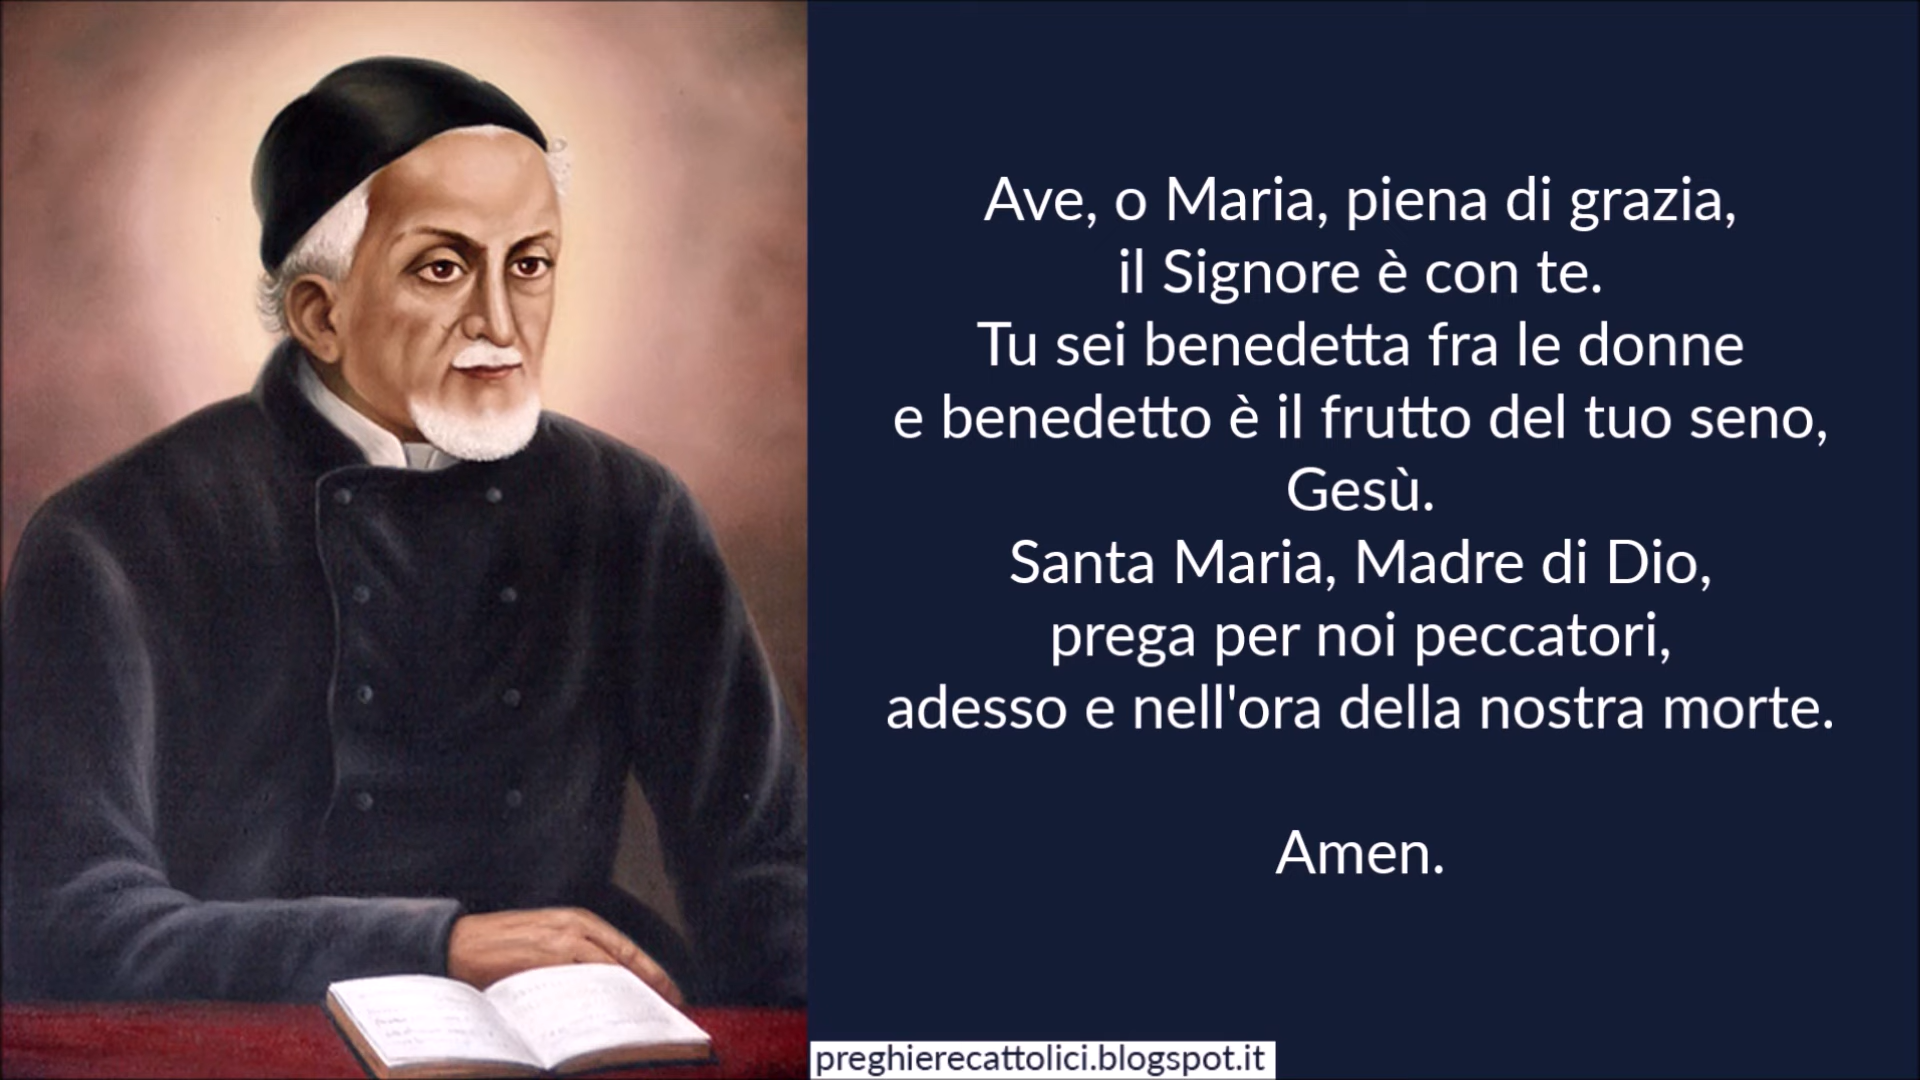 Ave, o Maria, piena di grazia,
il Signore è con te.
Tu sei benedetta fra le donne
e benedetto è il frutto del tuo seno,
Gesù.
Santa Maria, Madre di Dio,
prega per noi peccatori,
adesso e nell'ora della nostra morte.
Amen.
preghierecattolici.blogspot.it